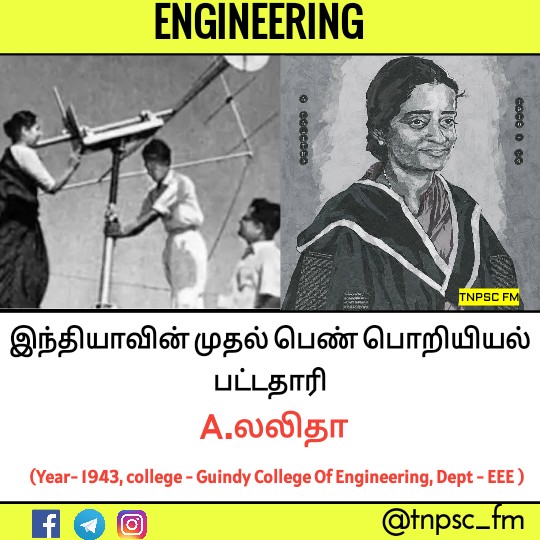 ENGINEERING
TNPSC FM
இந்தியாவின் முதல் பெண் பொறியியல்
பட்டதாரி
A.லலிதா
(Year- 1943, college - Guindy College Of Engineering, Dept - EEE )
@tnpsc_fm